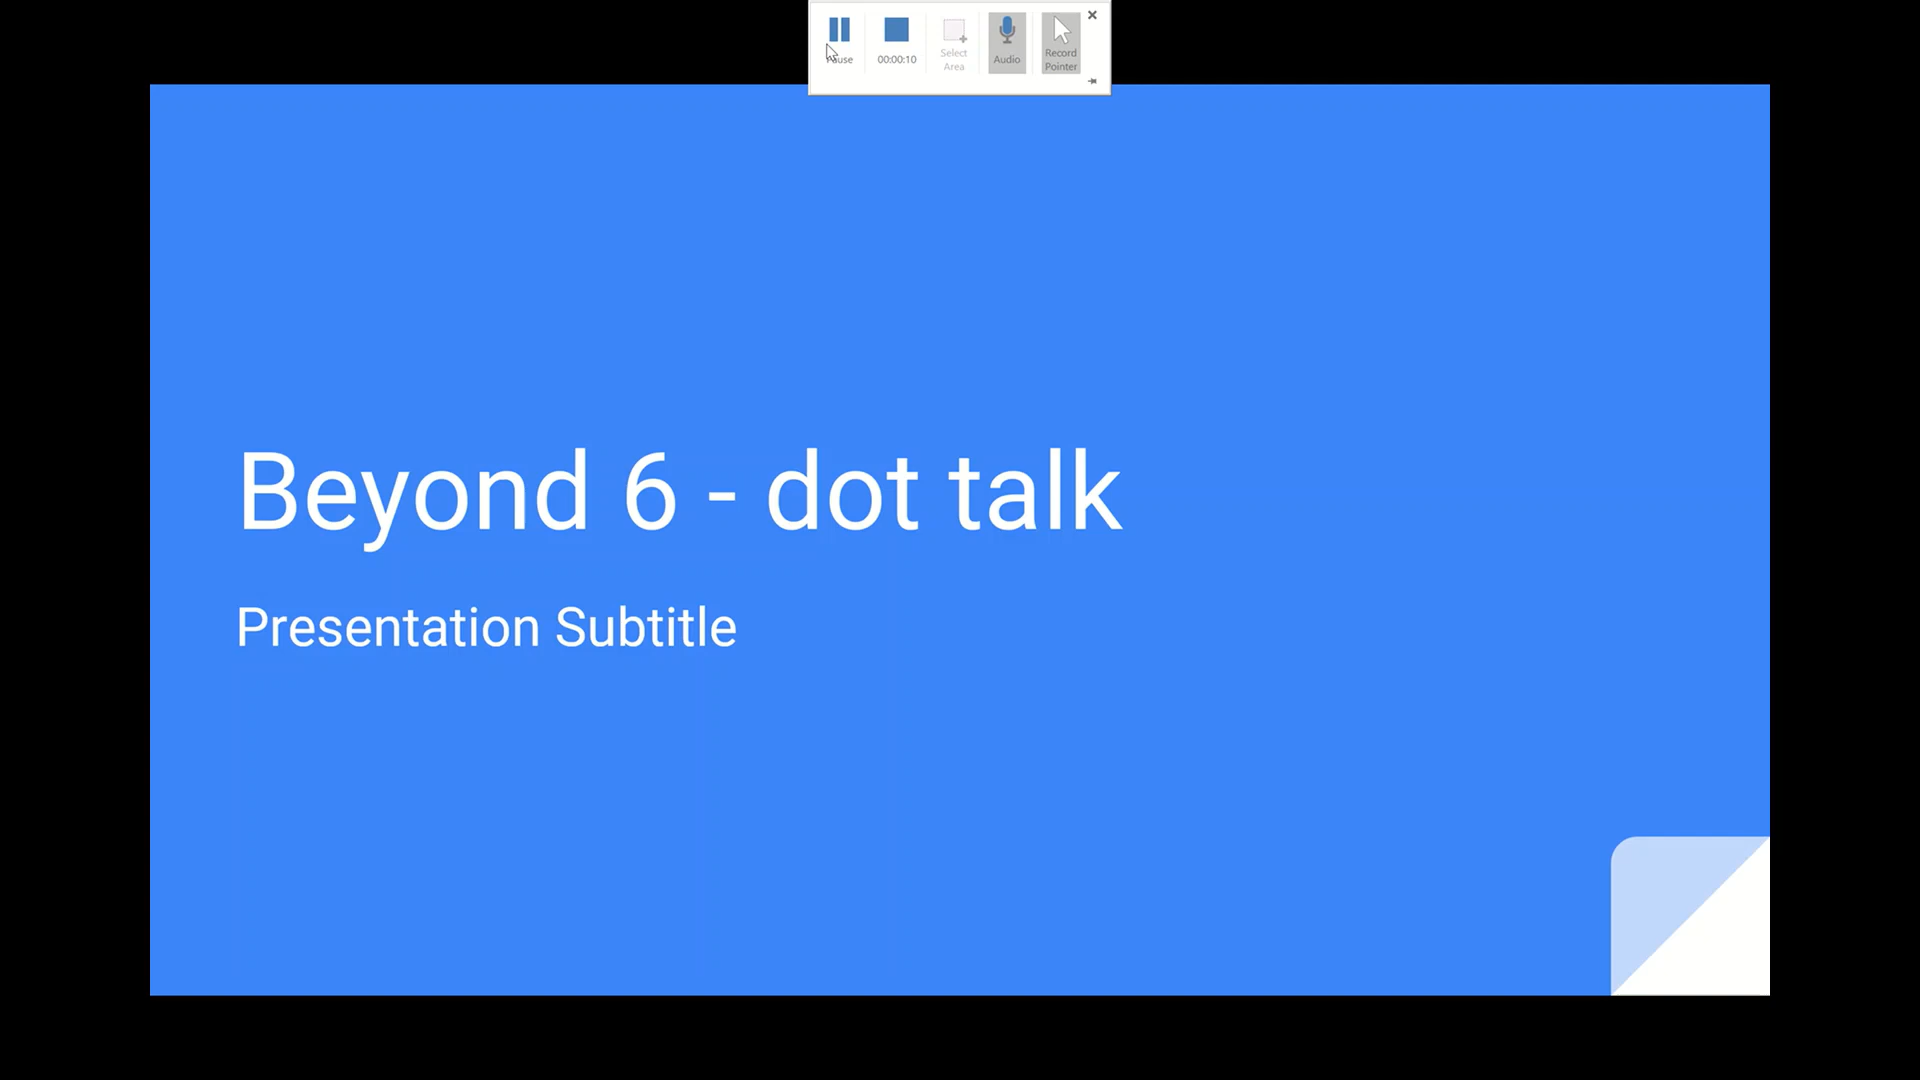 Pause
00:00:10
Select
Area
Audio
Record
Pointer
Beyond 6 - dot talk
Presentation Subtitle